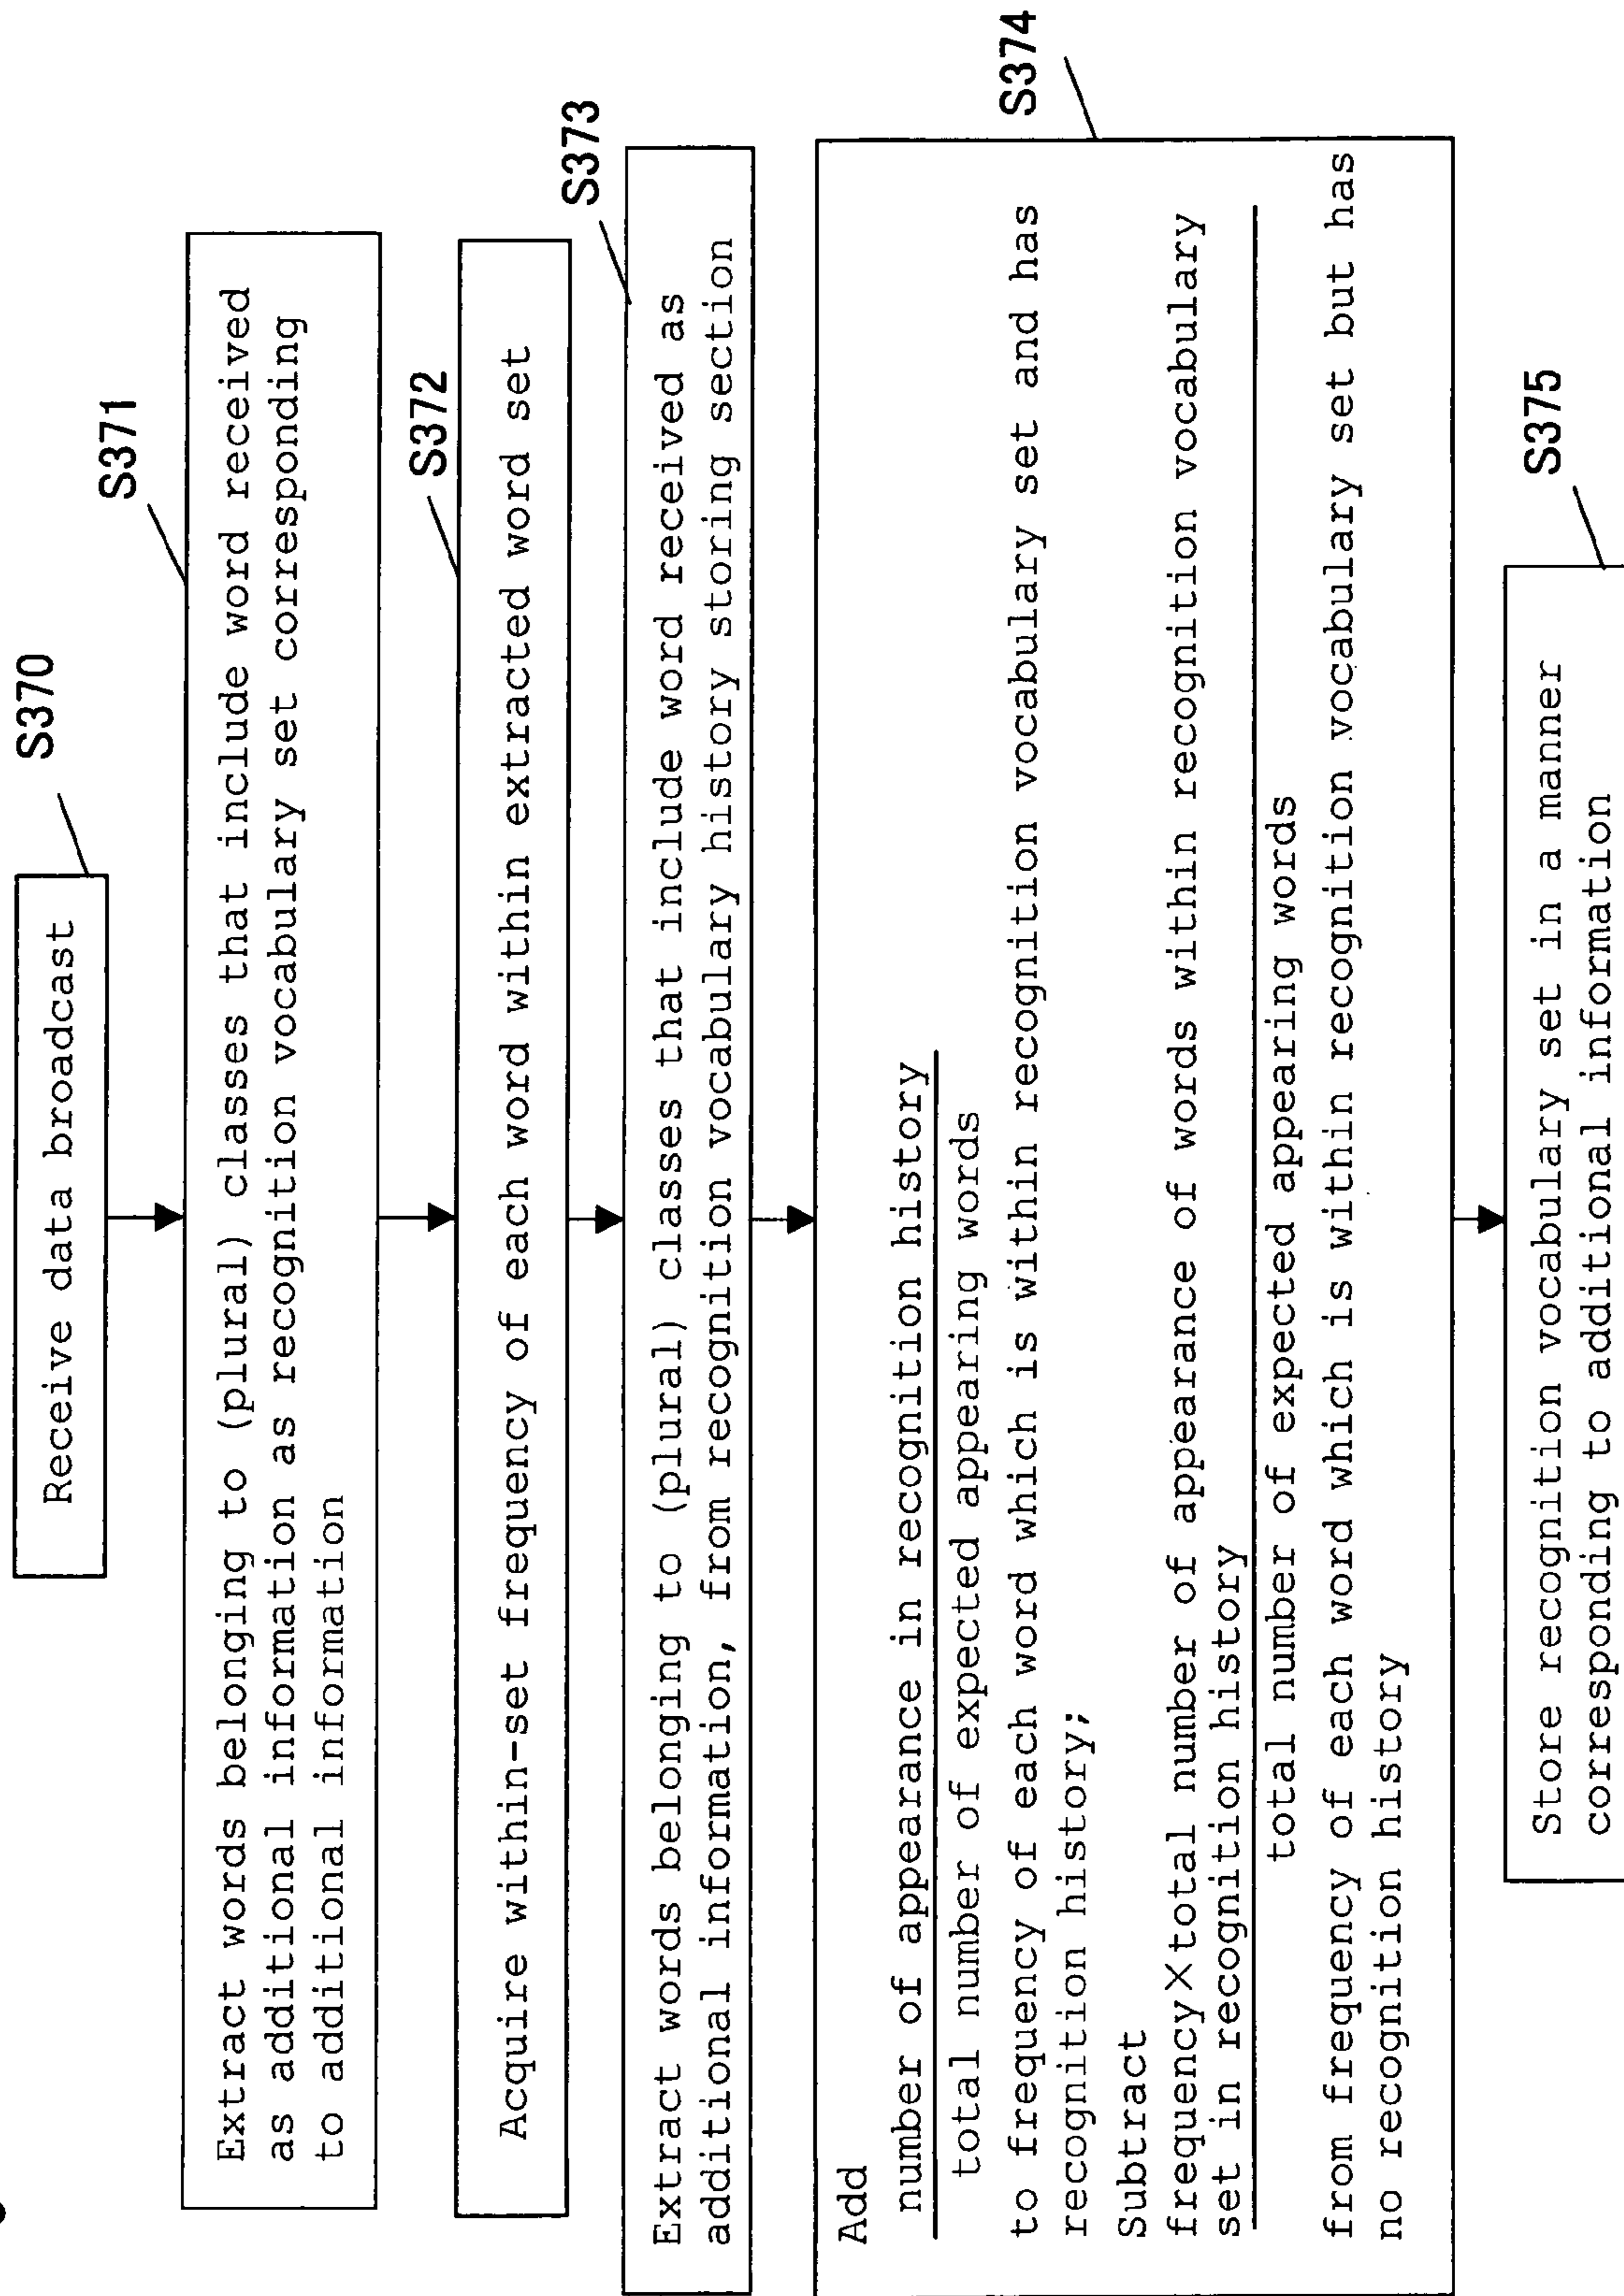 S370
Receive data broadcast
S371
Extract words belonging to (plural) classes that include word received
as additional information as recognition vocabulary set corresponding
to additional information
S372
Acquire within-set frequency of each word within extracted word set
S373
Extract words belonging to (plural) classes that include word received as
additional information, from recognition vocabulary history storing section
S374
Add
number of appearance in recognition history
total number of expected appearing words
to frequency of each word which is within recognition vocabulary set and has
recognition history;
Subtract
frequency×total number of appearance of words within recognition vocabulary
set in recognition history
total number of expected appearing words
from frequency of each word which is within recognition vocabulary set but has
no recognition history
S375
Store recognition vocabulary set in a manner
corresponding to additional information